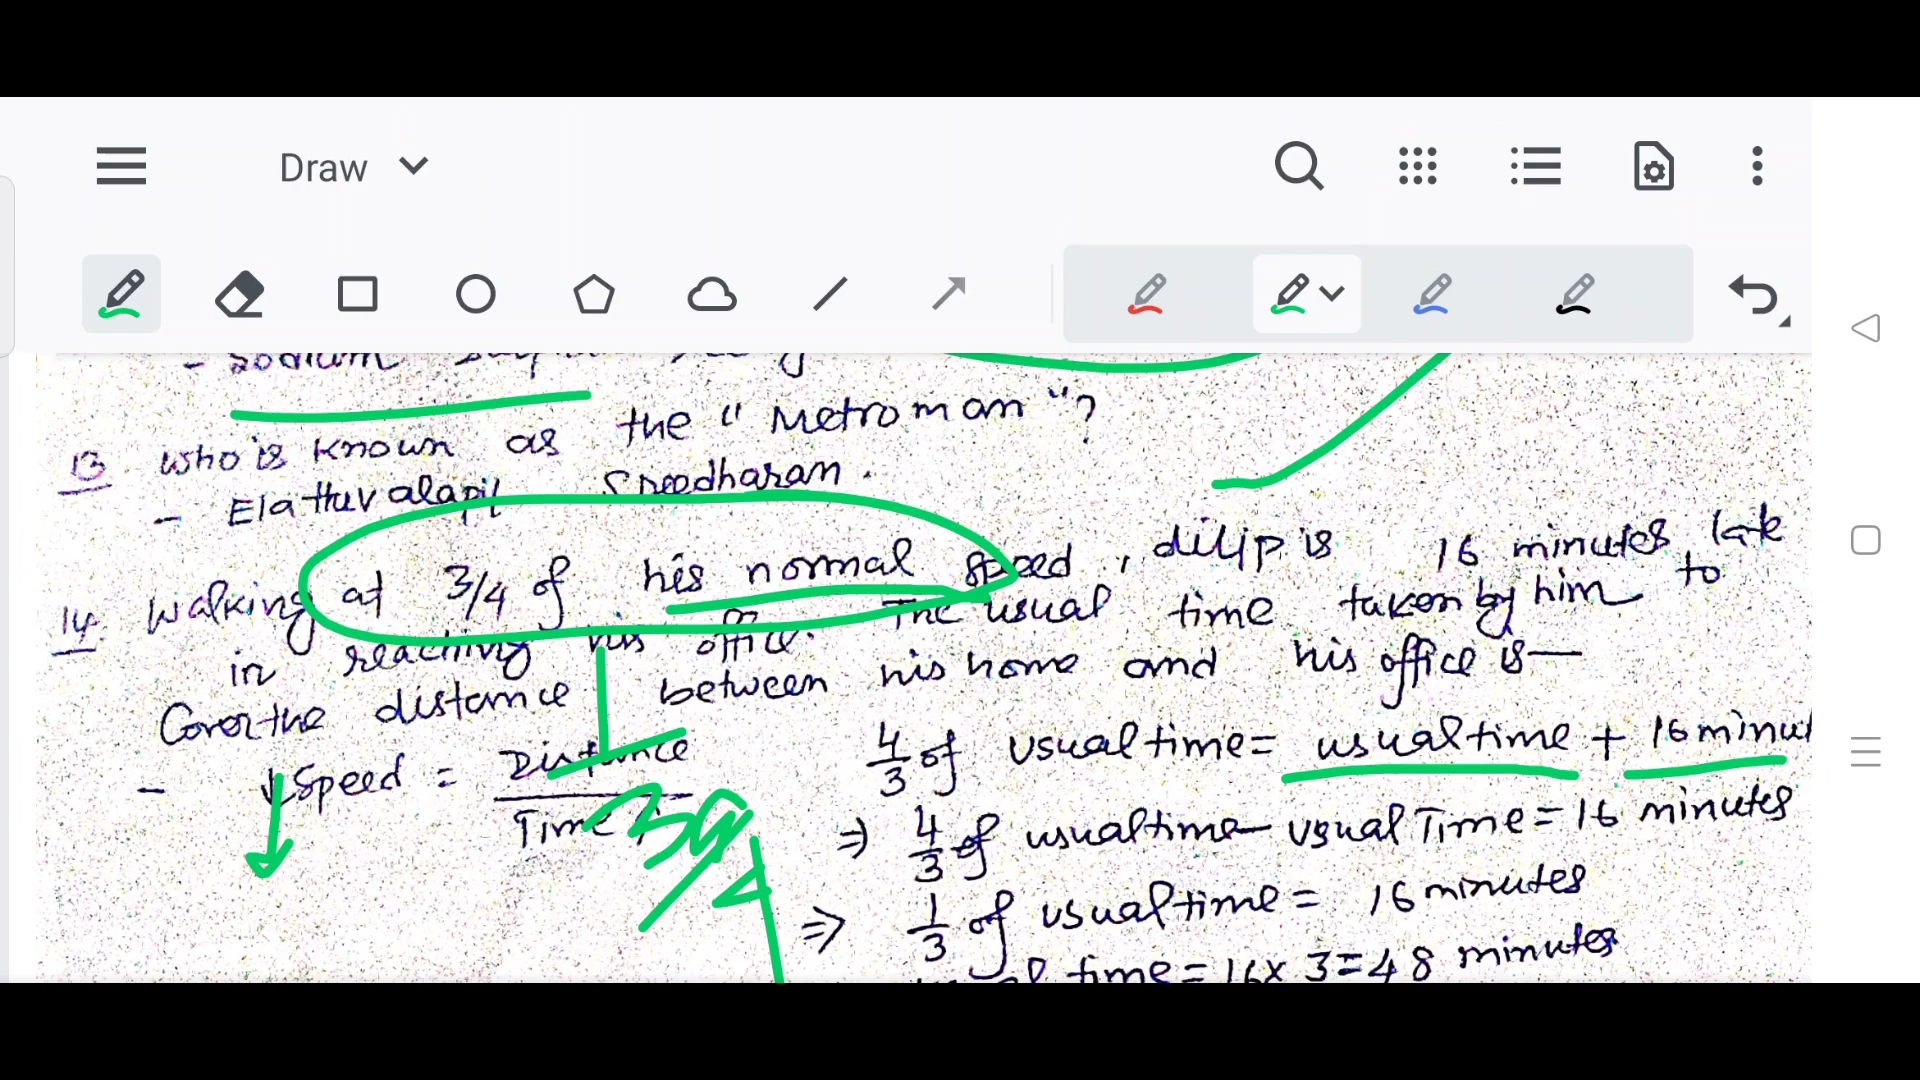 Draw
- Sodium
13 who is known as the "Metro man"?
- Elathuvalapil Sreedharan.
14. Walking at 3/4 of his normal speed, dilip is 16 minutes late
in reaching his office. The usual time taken by him to
Cover the distance between his home and his office is —
- ↓Speed = Distance / Time
3/4
4/3 of usual time = usual time + 16 minut
⇒ 4/3 of usual time - usual Time = 16 minutes
⇒ 1/3 of usual time = 16 minutes
time = 16 x 3 = 48 minutes